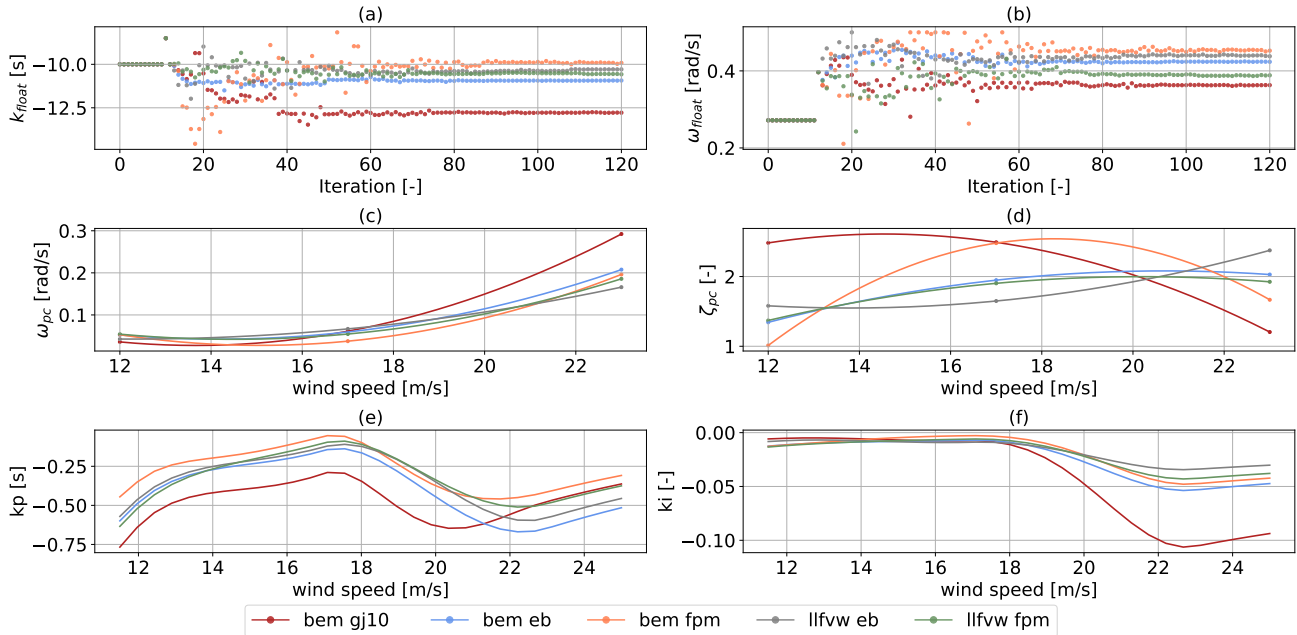 (a)
k_float [s]
−10.0
−12.5
0 20 40 60 80 100 120
Iteration [-]
(b)
ω_float [rad/s]
0.4
0.2
0 20 40 60 80 100 120
Iteration [-]
(c)
ω_pc [rad/s]
0.3
0.2
0.1
12 14 16 18 20 22
wind speed [m/s]
(d)
ζ_pc [-]
2
1
12 14 16 18 20 22
wind speed [m/s]
(e)
kp [s]
−0.25
−0.50
−0.75
12 14 16 18 20 22 24
wind speed [m/s]
(f)
ki [-]
0.00
−0.05
−0.10
12 14 16 18 20 22 24
wind speed [m/s]
bem gj10 bem eb bem fpm llfvw eb llfvw fpm